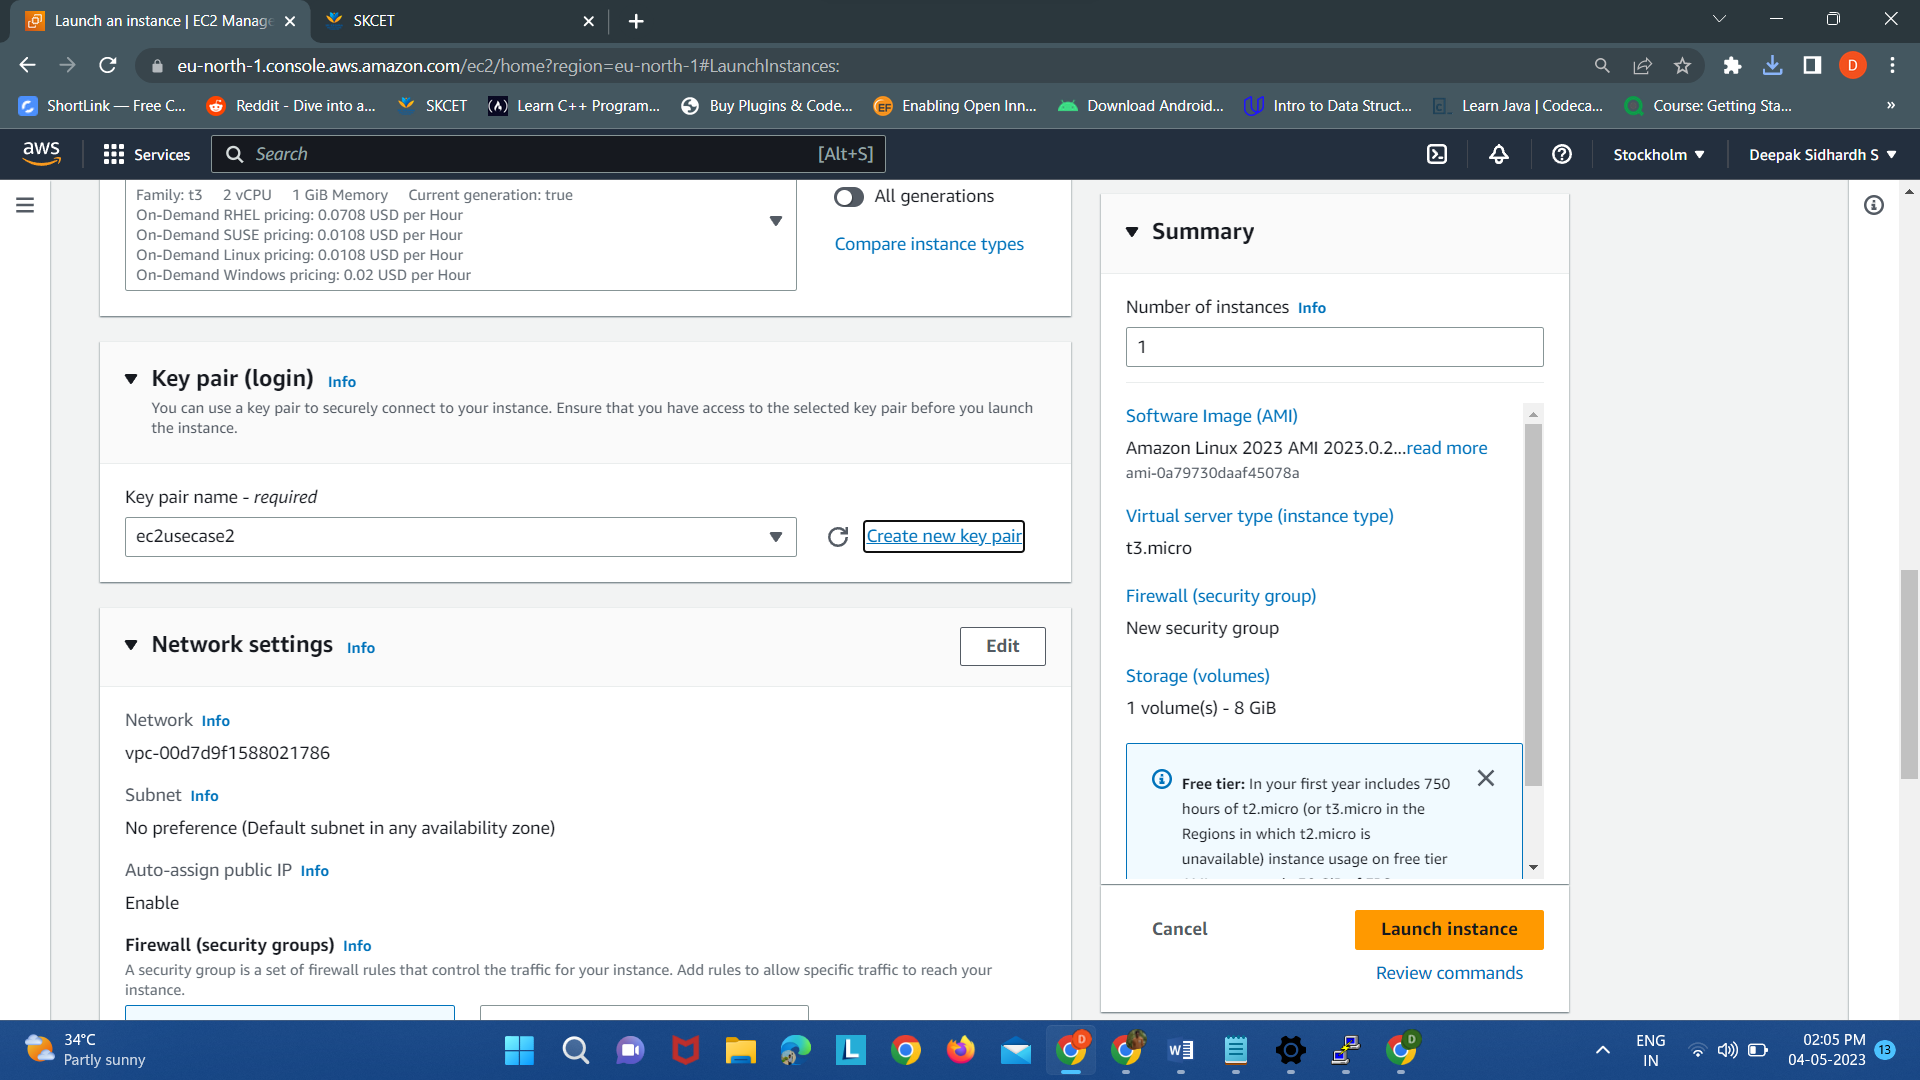 Launch an instance | EC2 Manage
SKCET
eu-north-1.console.aws.amazon.com/ec2/home?region=eu-north-1#LaunchInstances:
D
ShortLink — Free C...
Reddit - Dive into a...
SKCET
Learn C++ Program...
Buy Plugins & Code...
Enabling Open Inn...
Download Android...
Intro to Data Struct...
Learn Java | Codeca...
Course: Getting Sta...
»
aws
Services
Search
[Alt+S]
Stockholm
Deepak Sidhardh S
Family: t3 2 vCPU 1 GiB Memory Current generation: true
On-Demand RHEL pricing: 0.0708 USD per Hour
On-Demand SUSE pricing: 0.0108 USD per Hour
On-Demand Linux pricing: 0.0108 USD per Hour
On-Demand Windows pricing: 0.02 USD per Hour
All generations
Compare instance types
Key pair (login) Info
You can use a key pair to securely connect to your instance. Ensure that you have access to the selected key pair before you launch
the instance.
Key pair name - required
ec2usecase2
Create new key pair
Network settings Info
Edit
Network Info
vpc-00d7d9f1588021786
Subnet Info
No preference (Default subnet in any availability zone)
Auto-assign public IP Info
Enable
Firewall (security groups) Info
A security group is a set of firewall rules that control the traffic for your instance. Add rules to allow specific traffic to reach your
instance.
Summary
Number of instances Info
1
Software Image (AMI)
Amazon Linux 2023 AMI 2023.0.2...read more
ami-0a79730daaf45078a
Virtual server type (instance type)
t3.micro
Firewall (security group)
New security group
Storage (volumes)
1 volume(s) - 8 GiB
Free tier: In your first year includes 750
hours of t2.micro (or t3.micro in the
Regions in which t2.micro is
unavailable) instance usage on free tier
Cancel
Launch instance
Review commands
34°C
Partly sunny
ENG
IN
02:05 PM
04-05-2023
13